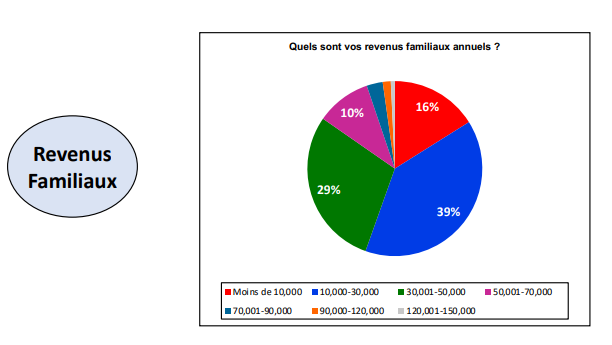 Revenus
Familiaux
Quels sont vos revenus familiaux annuels ?
16%
39%
29%
10%
Moins de 10,000 10,000-30,000 30,001-50,000 50,001-70,000
70,001-90,000 90,000-120,000 120,001-150,000